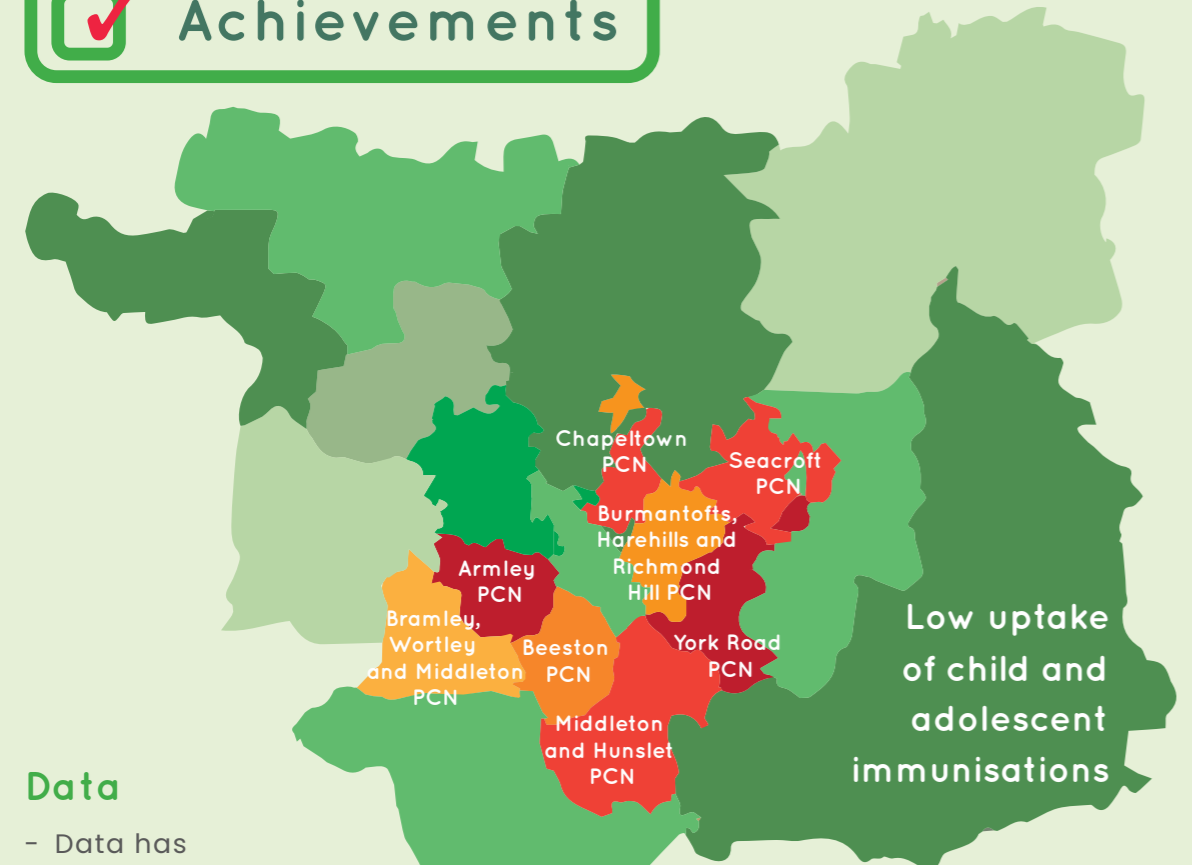 Achievements
Chapeltown
PCN
Seacroft
PCN
Burmantofts,
Harehills and
Richmond
Hill PCN
Armley
PCN
Bramley,
Wortley
and Middleton
PCN
Beeston
PCN
York Road
PCN
Middleton
and Hunslet
PCN
Low uptake
of child and
adolescent
immunisations
Data
- Data has